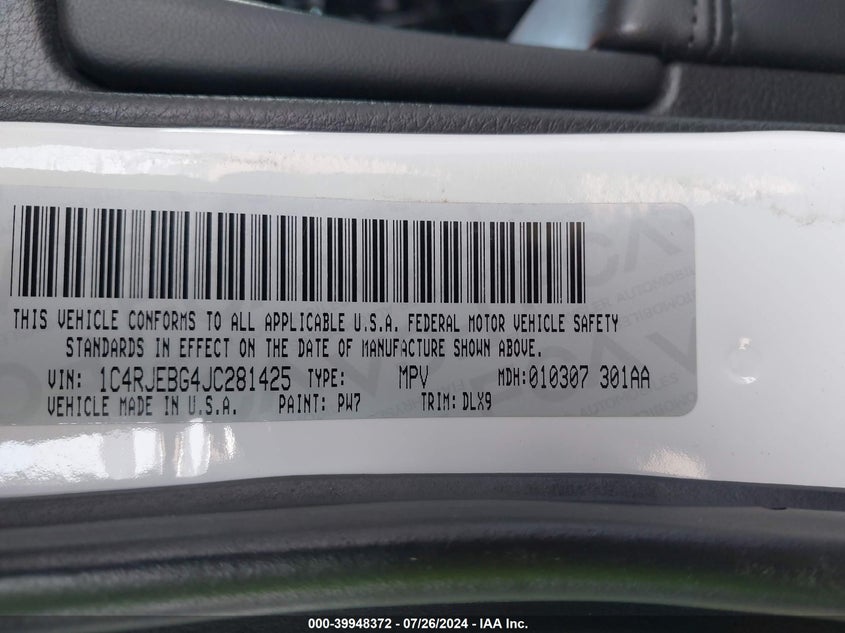 THIS VEHICLE CONFORMS TO ALL APPLICABLE U.S.A. FEDERAL MOTOR VEHICLE SAFETY
STANDARDS IN EFFECT ON THE DATE OF MANUFACTURE SHOWN ABOVE.
VIN: 1C4RJEBG4JC281425 TYPE: MPV MDH: 010307 301AA
VEHICLE MADE IN U.S.A. PAINT: PW7 TRIM: DLX9
000-39948372 - 07/26/2024 - IAA Inc.